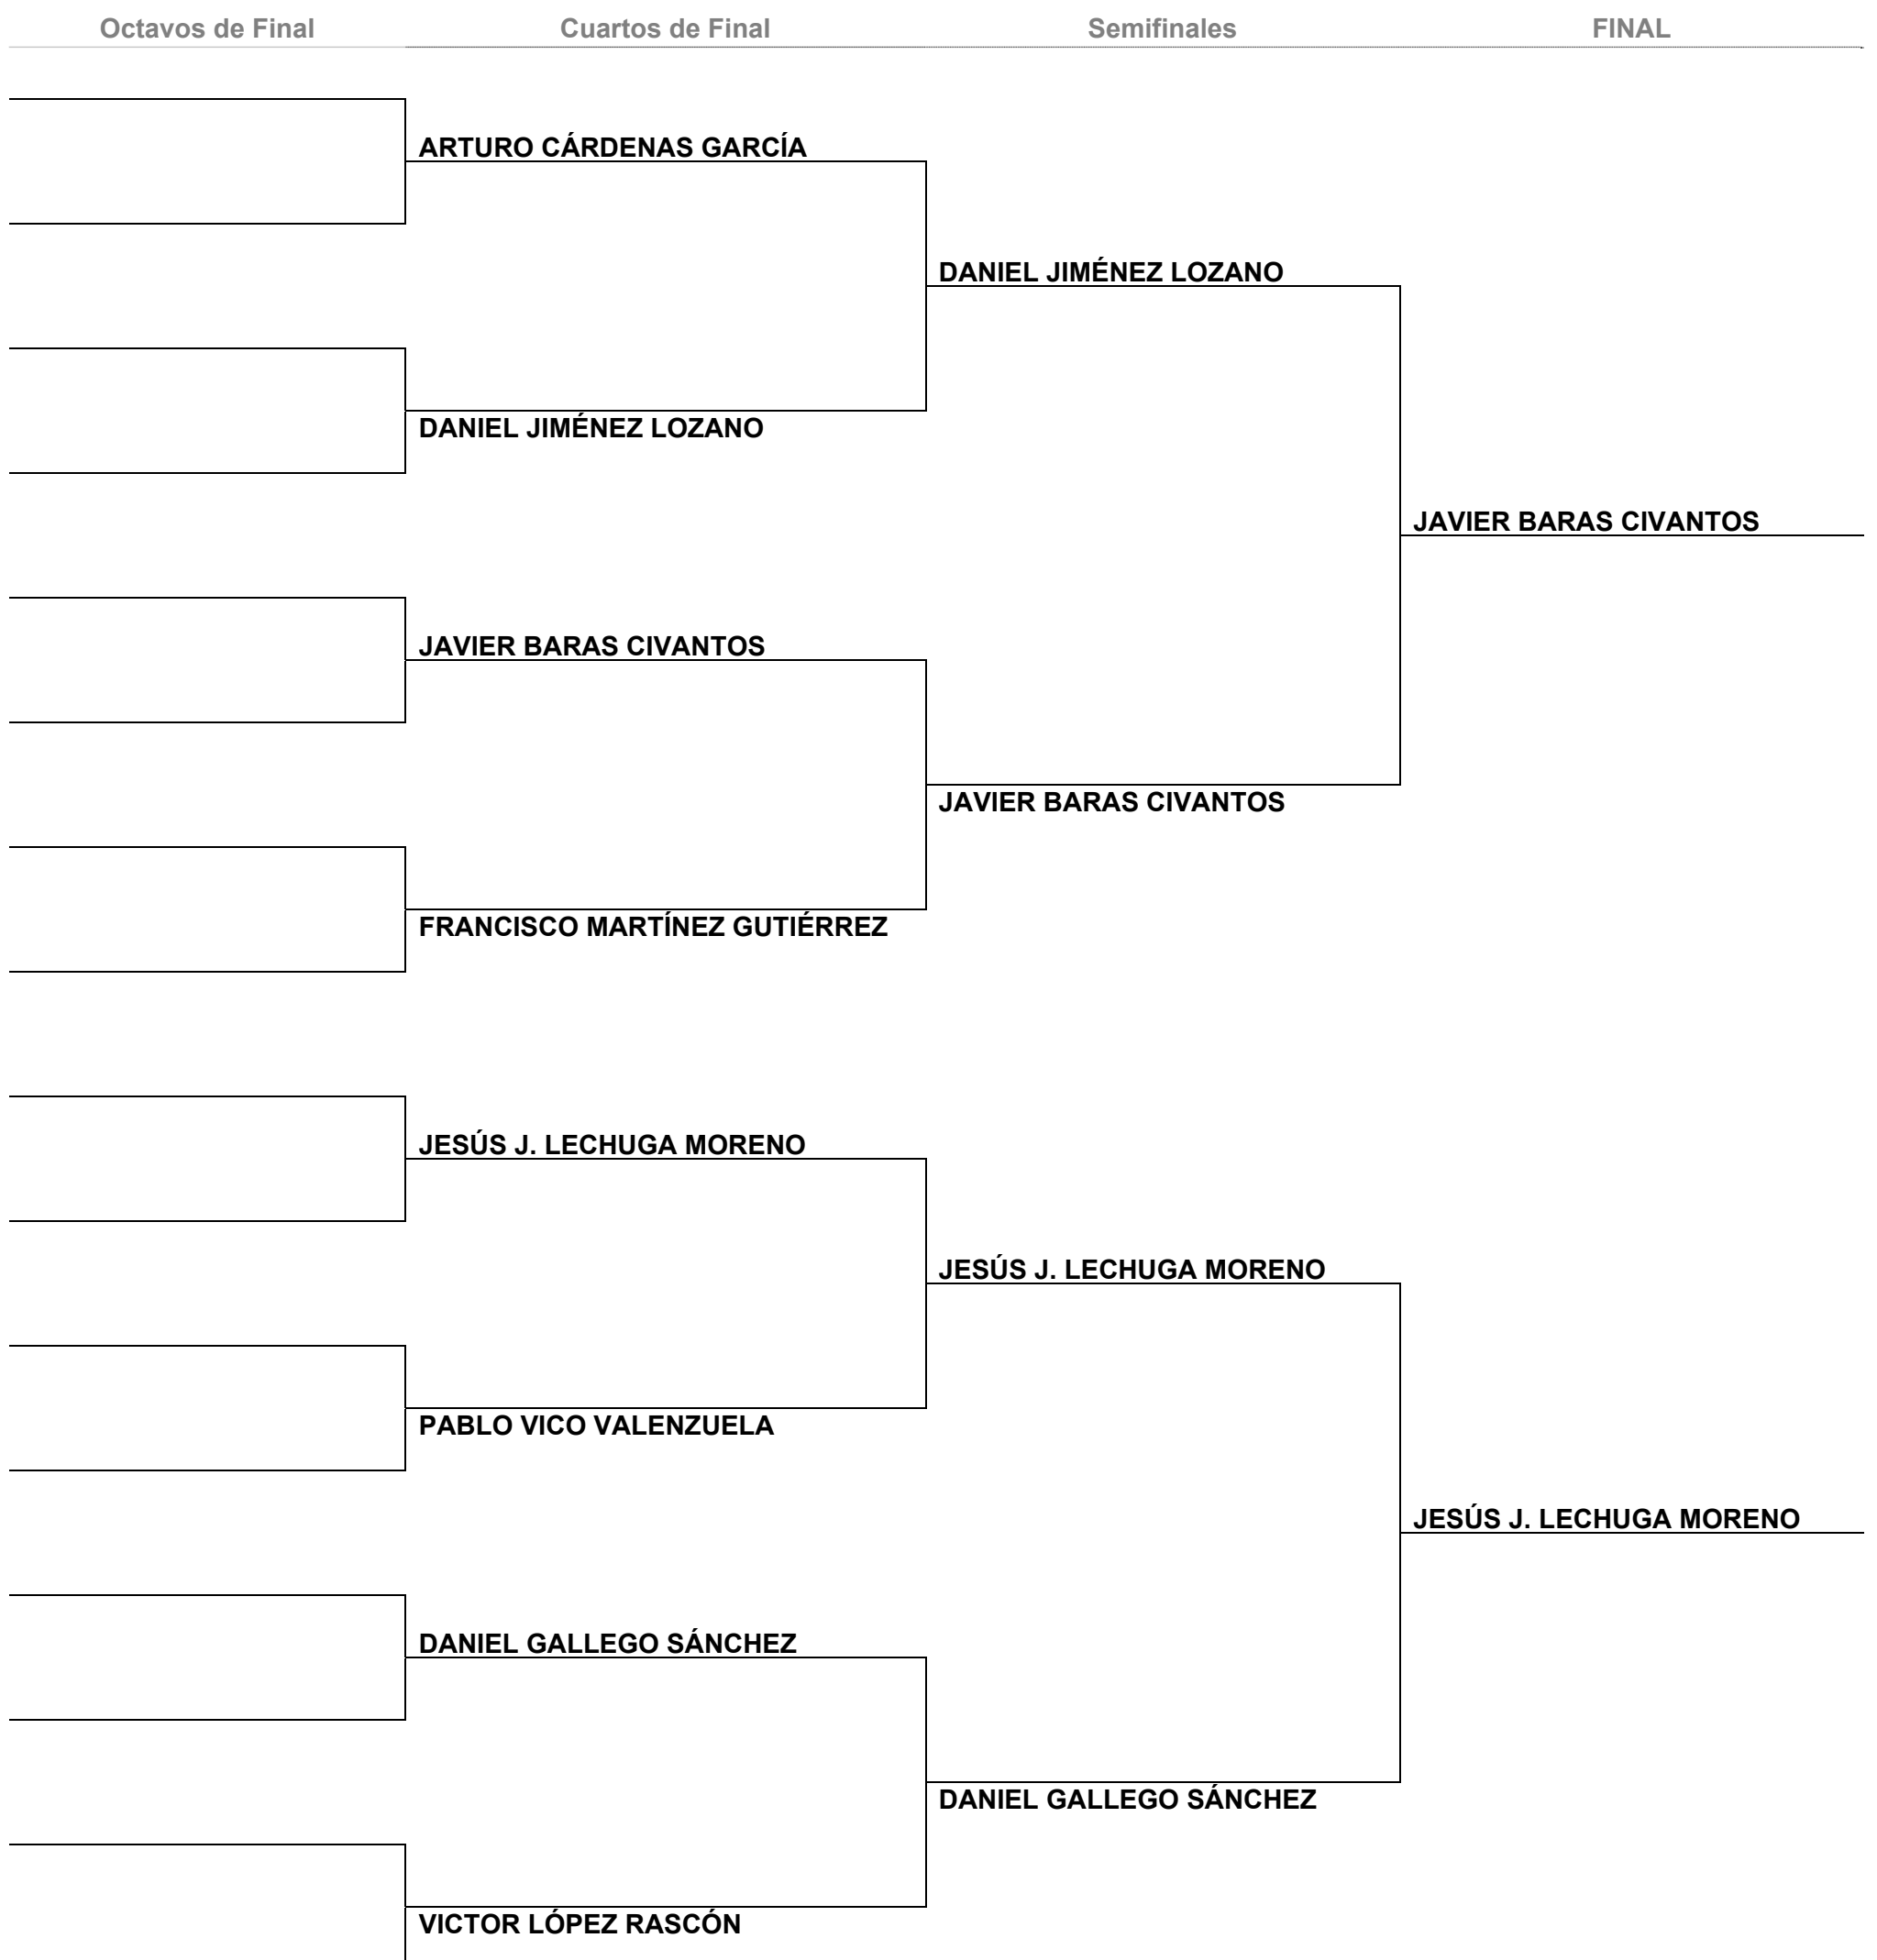 Octavos de Final Cuartos de Final Semifinales FINAL
ARTURO CÁRDENAS GARCÍA
DANIEL JIMÉNEZ LOZANO
DANIEL JIMÉNEZ LOZANO
JAVIER BARAS CIVANTOS
JAVIER BARAS CIVANTOS
JAVIER BARAS CIVANTOS
FRANCISCO MARTÍNEZ GUTIÉRREZ
JESÚS J. LECHUGA MORENO
JESÚS J. LECHUGA MORENO
PABLO VICO VALENZUELA
JESÚS J. LECHUGA MORENO
DANIEL GALLEGO SÁNCHEZ
DANIEL GALLEGO SÁNCHEZ
VICTOR LÓPEZ RASCÓN